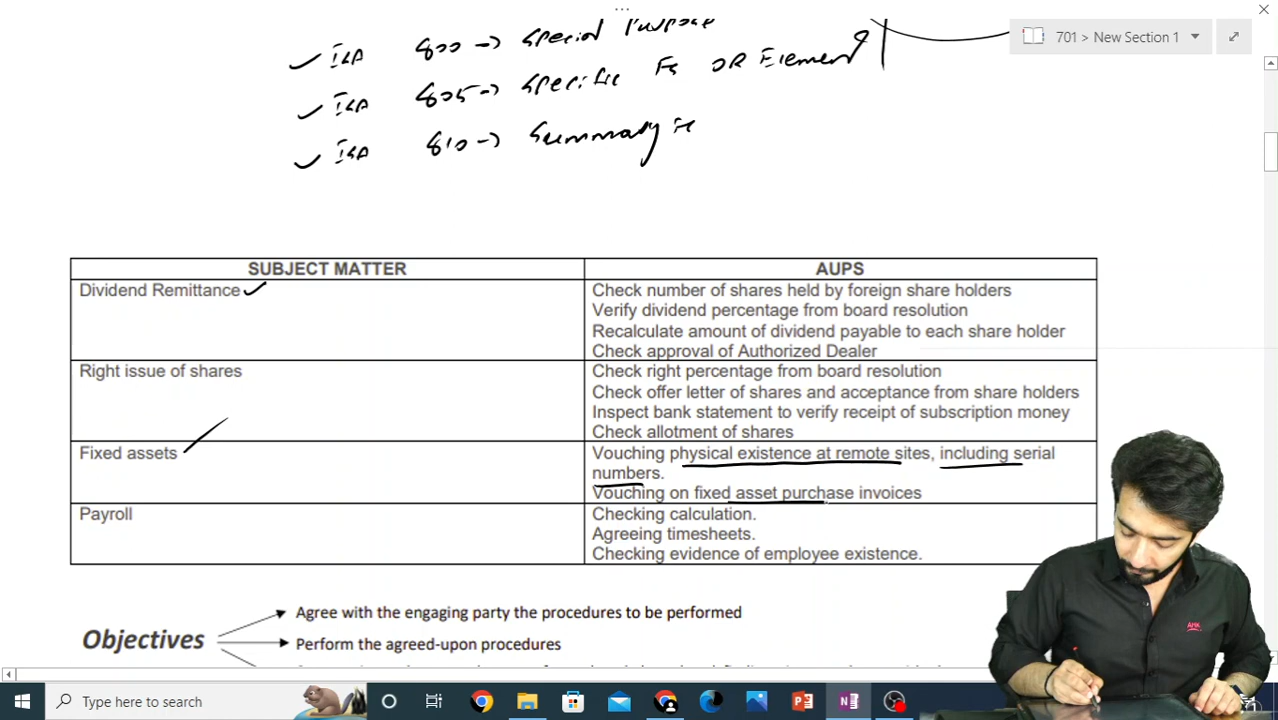 701 > New Section 1
ISA 800 → Special Purpose
ISA 805 → Specific Fs OR Element
ISA 810 → Summary Fs
SUBJECT MATTER AUPS
Dividend Remittance Check number of shares held by foreign share holders
Verify dividend percentage from board resolution
Recalculate amount of dividend payable to each share holder
Check approval of Authorized Dealer
Right issue of shares Check right percentage from board resolution
Check offer letter of shares and acceptance from share holders
Inspect bank statement to verify receipt of subscription money
Check allotment of shares
Fixed assets Vouching physical existence at remote sites, including serial
numbers.
Vouching on fixed asset purchase invoices
Payroll Checking calculation.
Agreeing timesheets.
Checking evidence of employee existence.
Agree with the engaging party the procedures to be performed
Objectives
Perform the agreed-upon procedures
AHK
Type here to search